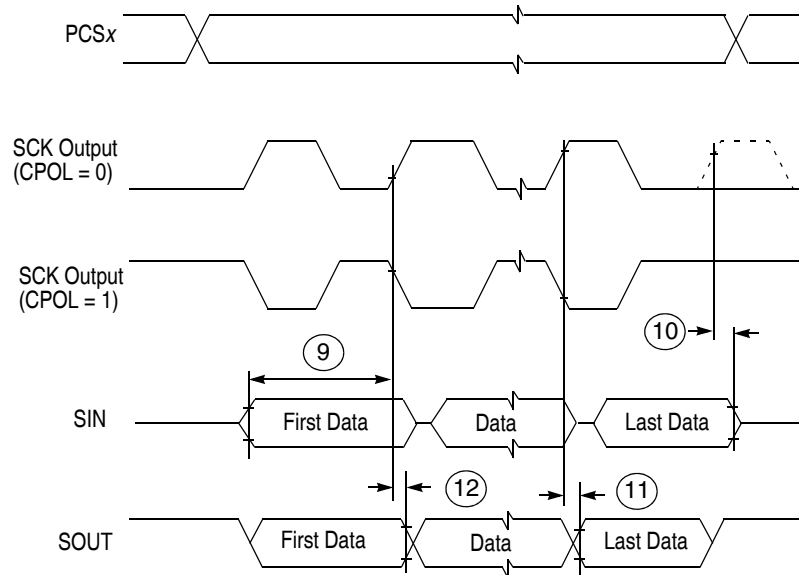 PCSx
SCK Output
(CPOL = 0)
SCK Output
(CPOL = 1)
10
9
SIN
First Data
Data
Last Data
12
11
SOUT
First Data
Data
Last Data